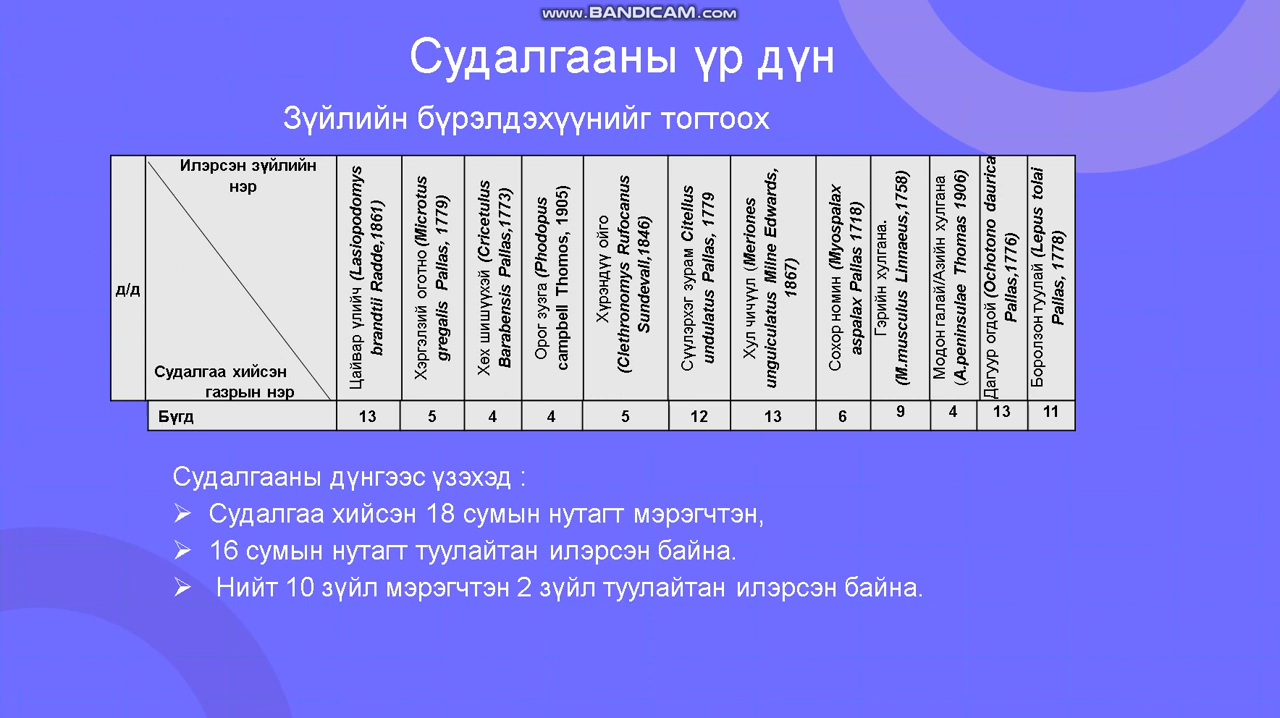 www.BANDICAM.com
Судалгааны үр дүн
Зүйлийн бүрэлдэхүүнийг тогтоох
д/д
Илэрсэн зүйлийн
нэр
Судалгаа хийсэн
газрын нэр
Цайвар үлийч (Lasiopodomys
brandtii Radde,1861)
Хэргэлзий оготно (Microtus
gregalis Pallas, 1779)
Хөх шишүүхэй (Cricetulus
Barabensis Pallas,1773)
Орог зузга (Phodopus
campbell Thomos, 1905)
Хүрэндүү ойго
(Clethronomys Rufocanus
Sundevall,1846)
Сүүлэрхэг зурам Citellus
undulatus Pallas, 1779
Хул чичүүл (Meriones
unguiculatus Milne Edwards,
1867)
Сохор номин (Myospalax
aspalax Pallas 1718)
Гэрийн хулгана.
(M.musculus Linnaeus,1758)
Модон галай/Азийн хулгана
(A.peninsulae Thomas 1906)
Дагуур огдой (Ochotono daurica
Pallas,1776)
Боролзон туулай (Lepus tolai
Pallas, 1778)
Бүгд 13 5 4 4 5 12 13 6 9 4 13 11
Судалгааны дүнгээс үзэхэд :
➢ Судалгаа хийсэн 18 сумын нутагт мэрэгчтэн,
➢ 16 сумын нутагт туулайтан илэрсэн байна.
➢ Нийт 10 зүйл мэрэгчтэн 2 зүйл туулайтан илэрсэн байна.